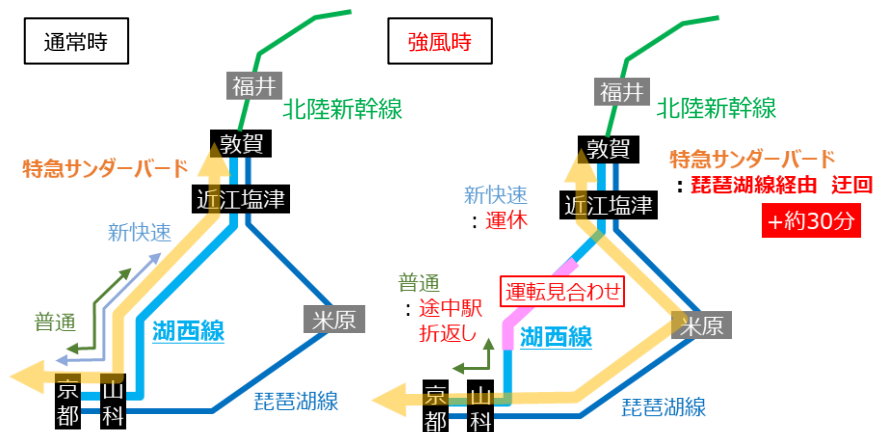 通常時
福井
北陸新幹線
敦賀
特急サンダーバード
近江塩津
新快速
普通
湖西線
米原
京都
山科
琵琶湖線
強風時
福井
北陸新幹線
敦賀
特急サンダーバード
：琵琶湖線経由 迂回
+約30分
新快速
：運休
近江塩津
普通
：途中駅
折返し
運転見合わせ
湖西線
米原
京都
山科
琵琶湖線